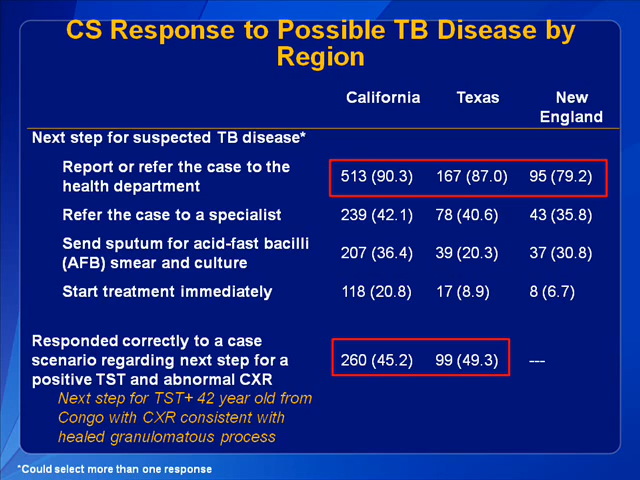 CS Response to Possible TB Disease by
Region
California Texas New
England
Next step for suspected TB disease*
Report or refer the case to the
health department 513 (90.3) 167 (87.0) 95 (79.2)
Refer the case to a specialist 239 (42.1) 78 (40.6) 43 (35.8)
Send sputum for acid-fast bacilli
(AFB) smear and culture 207 (36.4) 39 (20.3) 37 (30.8)
Start treatment immediately 118 (20.8) 17 (8.9) 8 (6.7)
Responded correctly to a case
scenario regarding next step for a
positive TST and abnormal CXR 260 (45.2) 99 (49.3) ---
Next step for TST+ 42 year old from
Congo with CXR consistent with
healed granulomatous process
*Could select more than one response